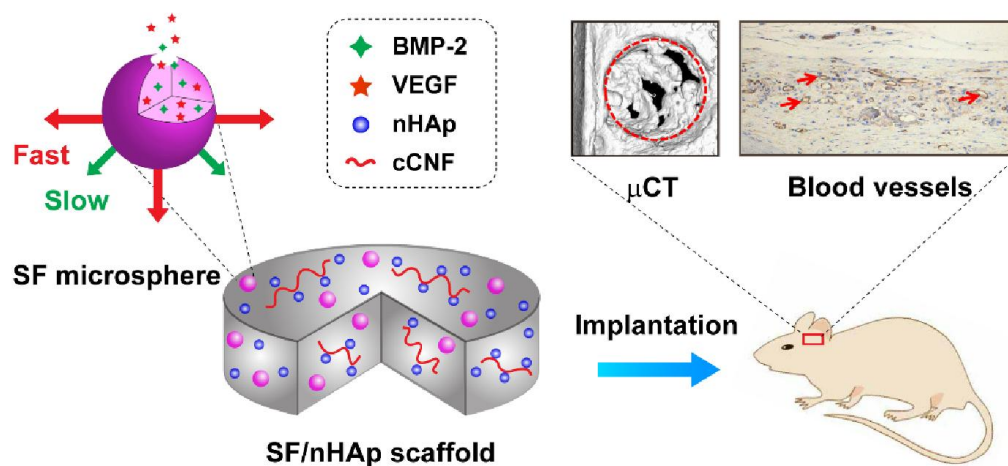 BMP-2
VEGF
nHAp
cCNF
Fast
Slow
SF microsphere
SF/nHAp scaffold
Implantation
μCT
Blood vessels